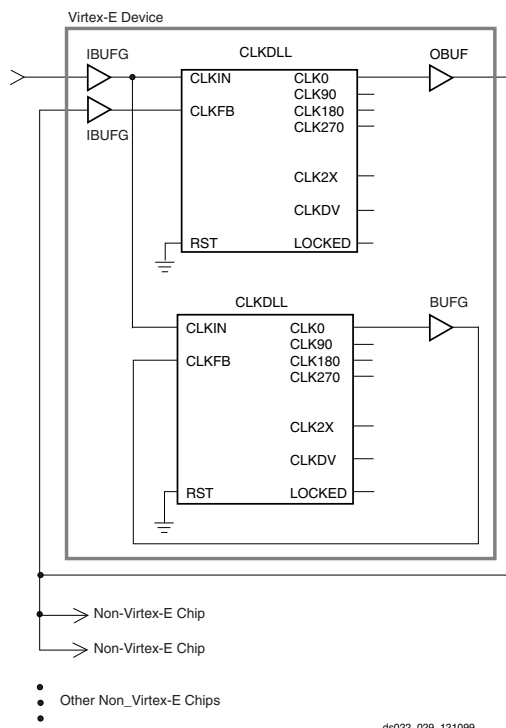 Virtex-E Device
IBUFG
CLKDLL
OBUF
CLKIN
CLK0
CLK90
CLKFB
CLK180
IBUFG
CLK270
CLK2X
CLKDV
RST
LOCKED
CLKDLL
BUFG
CLKIN
CLK0
CLK90
CLKFB
CLK180
CLK270
CLK2X
CLKDV
RST
LOCKED
Non-Virtex-E Chip
Non-Virtex-E Chip
Other Non_Virtex-E Chips
ds022_029_121099